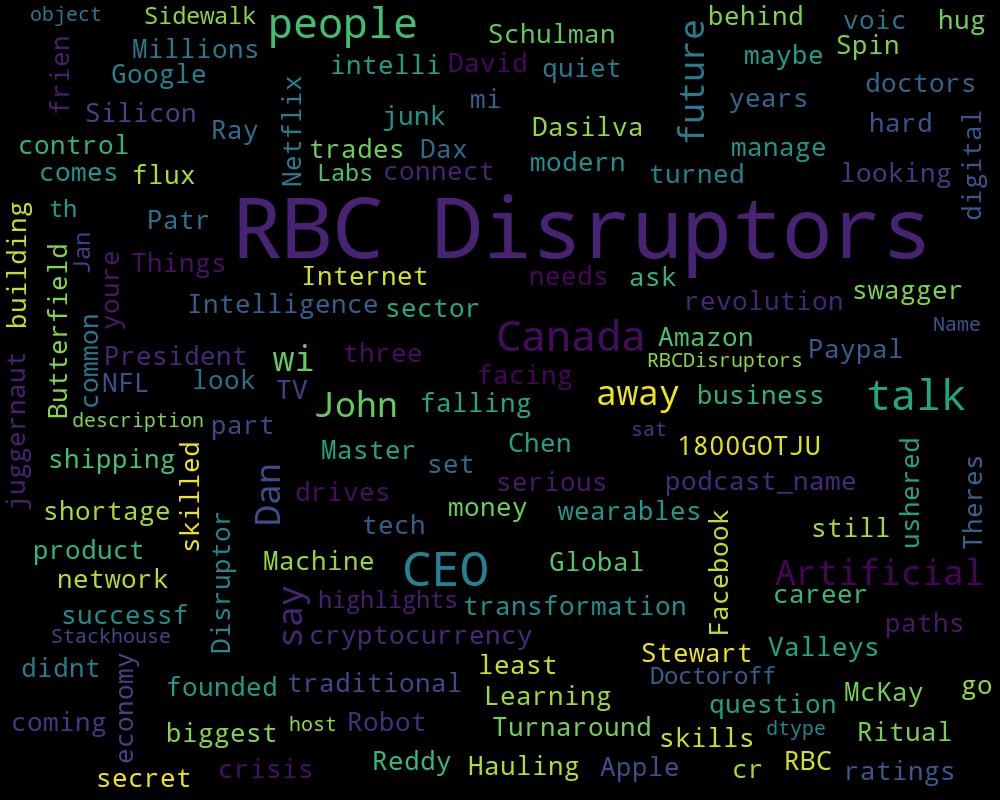 object
Sidewalk
people
Schulman
behind
voic
hug
frien
Millions
Google
Netflix
intelli
David
quiet
future
maybe
Spin
doctors
Silicon
Ray
mi
junk
Dasilva
years
hard
digital
control
trades
Dax
modern
manage
comes
flux
Labs
connect
turned
looking
building
th
Jan
Patr
RBC Disruptors
Butterfield
youre
Things
Internet
needs
ask
revolution
swagger
Intelligence
sector
common
Canada
Amazon
Name
juggernaut
President
wi
three
RBCDisruptors
Paypal
NFL
look
TV
facing
John
falling
away
business
talk
description
part
sat
Master
Chen
1800GOTJU
ushered
shipping
skilled
set
Dan
drives
serious
podcast_name
Theres
shortage
money
wearables
tech
still
product
Disruptor
Machine
CEO
Global
Facebook
Artificial
network
career
say
highlights
transformation
successf
Stackhouse
cryptocurrency
paths
didnt
economy
least
Stewart
Valleys
founded
traditional
Doctoroff
Learning
question
McKay
go
coming
biggest
host
Robot
Turnaround
skills
dtype
Ritual
secret
crisis
Reddy
Hauling
Apple
cr
RBC
ratings